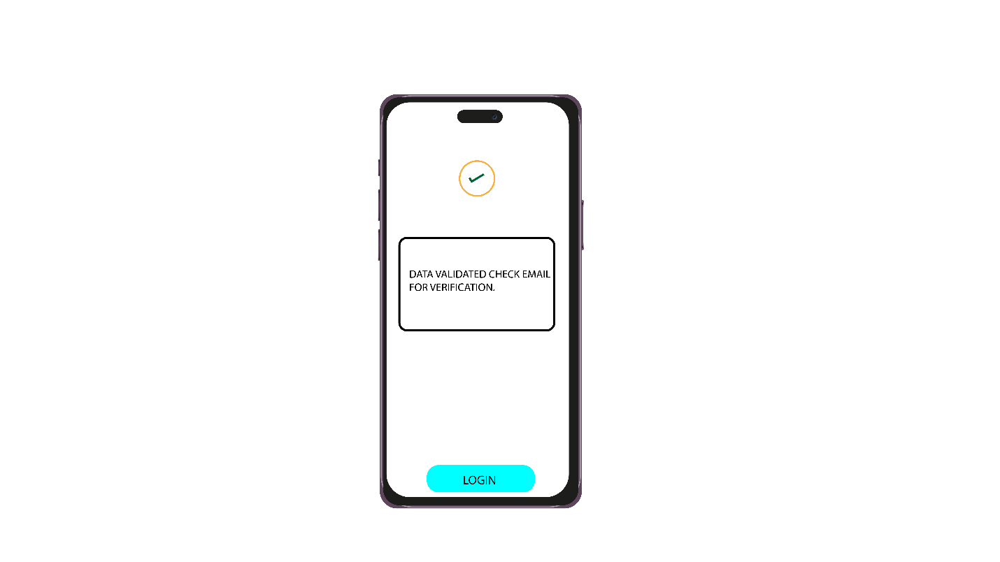 DATA VALIDATED CHECK EMAIL
FOR VERIFICATION.
LOGIN